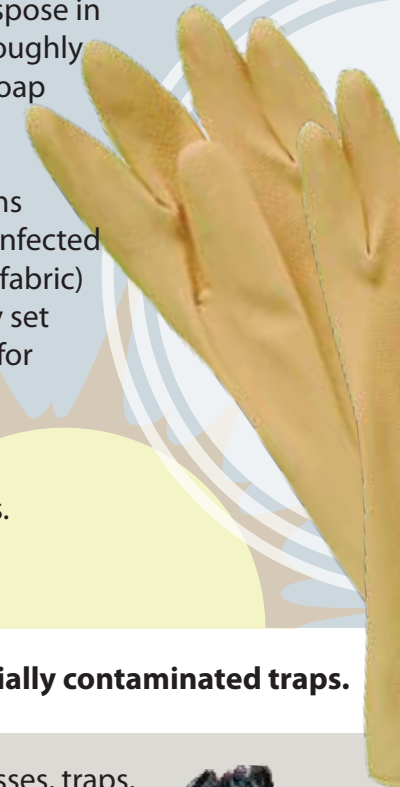 spose in
oughly
oap
ns
nfected
fabric)
y set
for
s.
ially contaminated traps.
sses, traps,